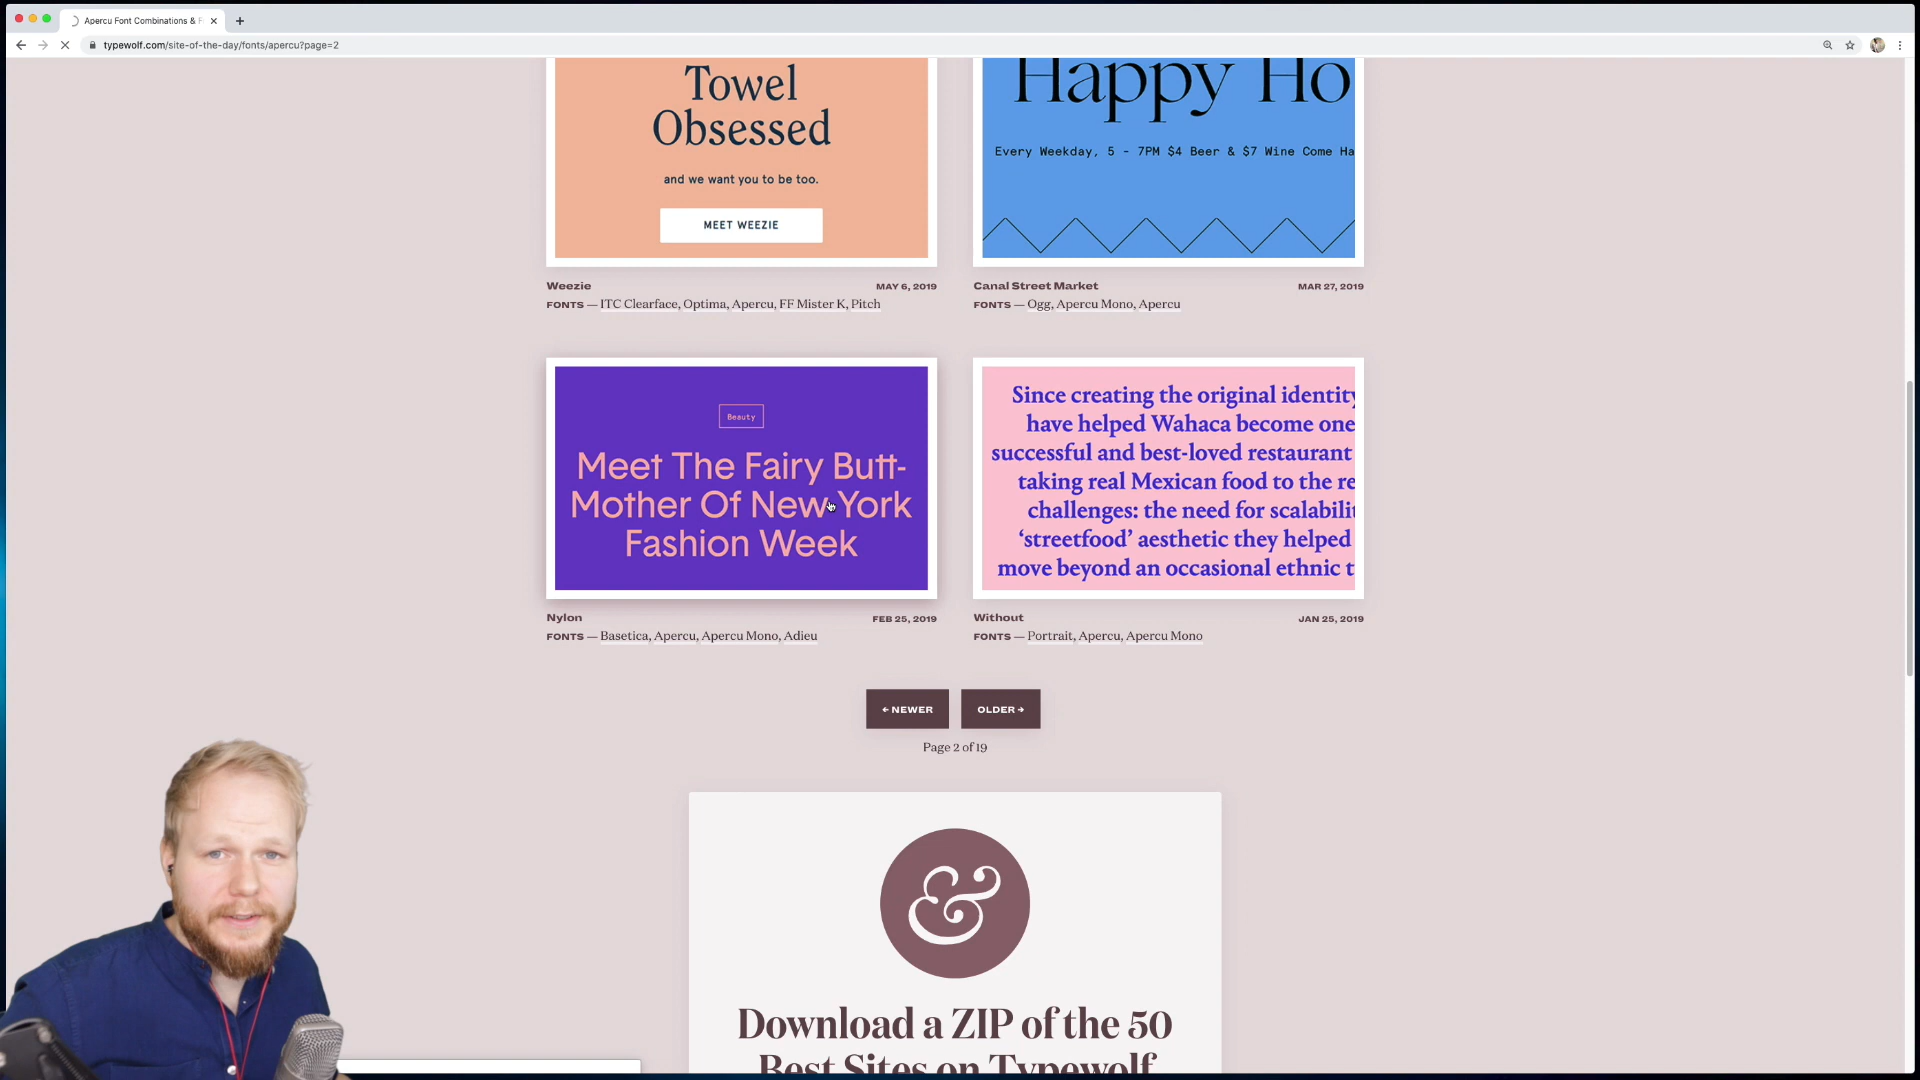 Apercu Font Combinations &
typewolf.com/site-of-the-day/fonts/apercu?page=2
Towel
Obsessed
and we want you to be too.
MEET WEEZIE
Happy Ho
Every Weekday, 5 - 7PM $4 Beer & $7 Wine Come Ha
Weezie
MAY 6, 2019
FONTS — ITC Clearface, Optima, Apercu, FF Mister K, Pitch
Canal Street Market
MAR 27, 2019
FONTS — Ogg, Apercu Mono, Apercu
Beauty
Meet The Fairy Butt-
Mother Of New York
Fashion Week
Since creating the original identity
have helped Wahaca become one
successful and best-loved restaurant
taking real Mexican food to the re
challenges: the need for scalabilit
‘streetfood’ aesthetic they helped
move beyond an occasional ethnic t
Nylon
FEB 25, 2019
FONTS — Basetica, Apercu, Apercu Mono, Adieu
Without
JAN 25, 2019
FONTS — Portrait, Apercu, Apercu Mono
← NEWER
OLDER →
Page 2 of 19
&
Download a ZIP of the 50
Best Sites on Typewolf